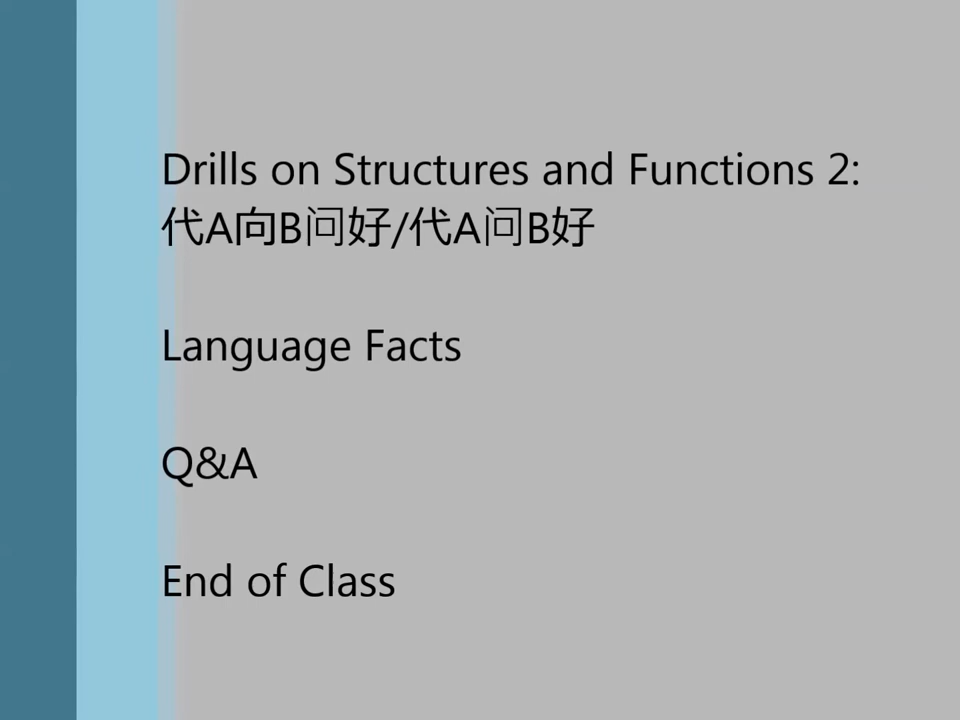 Drills on Structures and Functions 2:
代A向B问好/代A问B好
Language Facts
Q&A
End of Class